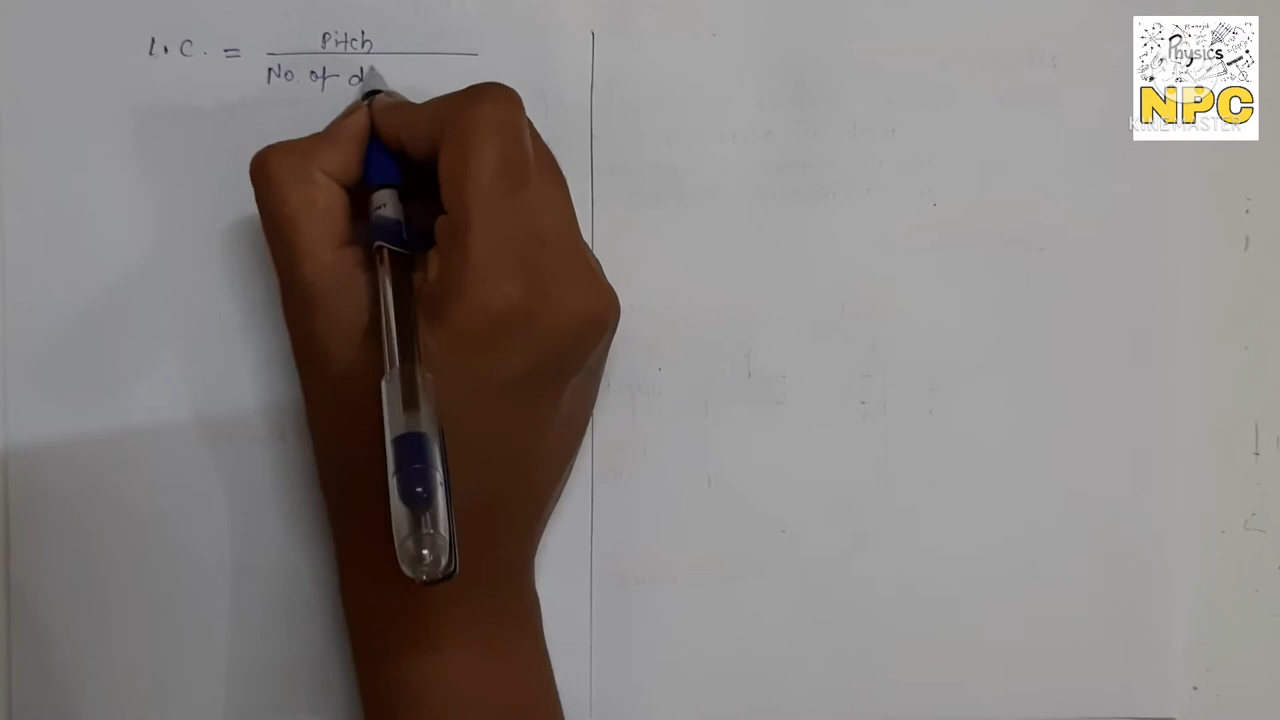 L.C. = Pitch
No. of d
Physics
NPC
KINEMASTER